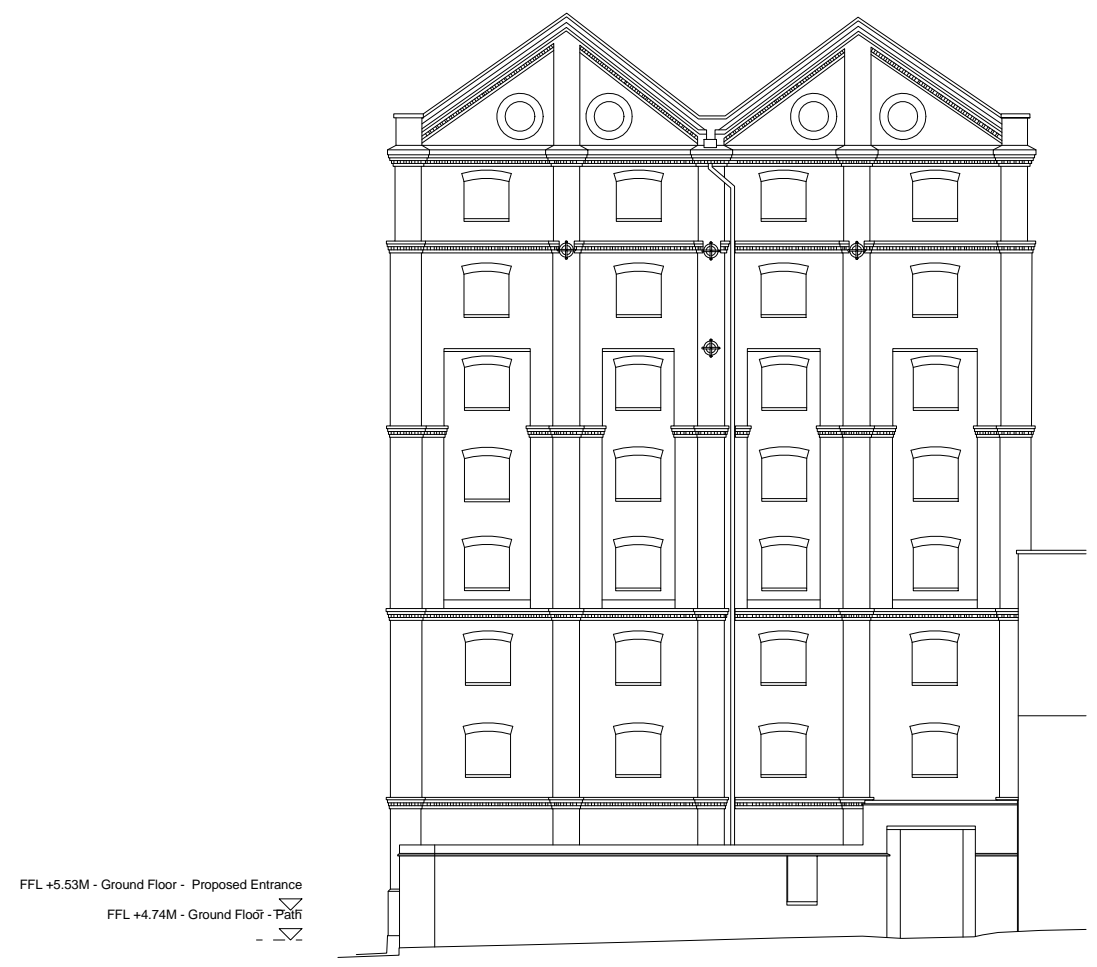 FFL +5.53M - Ground Floor - Proposed Entrance
FFL +4.74M - Ground Floor - Path